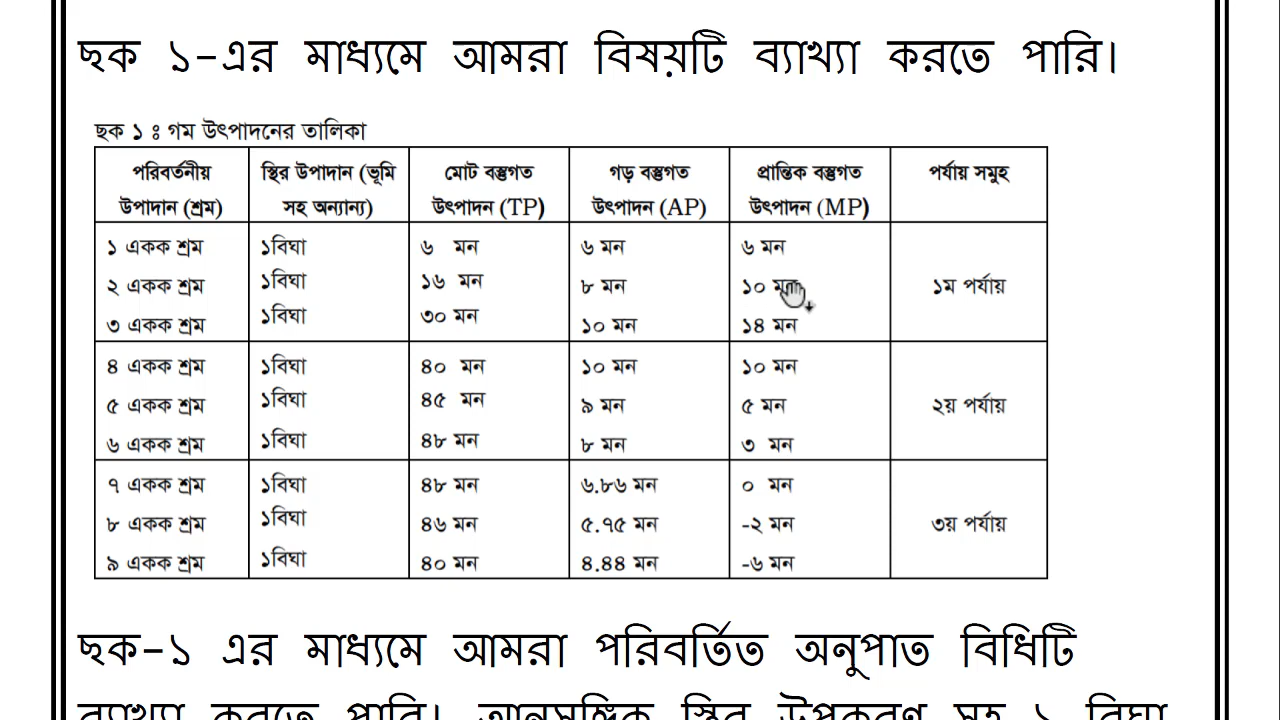 ছক ১-এর মাধ্যমে আমরা বিষয়টি ব্যাখ্যা করতে পারি।
ছক ১ ঃ গম উৎপাদনের তালিকা
পরিবর্তনীয় উপাদান (শ্রম) স্থির উপাদান (ভূমি সহ অন্যান্য) মোট বস্তুগত উৎপাদন (TP) গড় বস্তুগত উৎপাদন (AP) প্রান্তিক বস্তুগত উৎপাদন (MP) পর্যায় সমুহ
১ একক শ্রম ১বিঘা ৬ মন ৬ মন ৬ মন
২ একক শ্রম ১বিঘা ১৬ মন ৮ মন ১০ মন ১ম পর্যায়
৩ একক শ্রম ১বিঘা ৩০ মন ১০ মন ১৪ মন
৪ একক শ্রম ১বিঘা ৪০ মন ১০ মন ১০ মন
৫ একক শ্রম ১বিঘা ৪৫ মন ৯ মন ৫ মন ২য় পর্যায়
৬ একক শ্রম ১বিঘা ৪৮ মন ৮ মন ৩ মন
৭ একক শ্রম ১বিঘা ৪৮ মন ৬.৮৬ মন ০ মন
৮ একক শ্রম ১বিঘা ৪৬ মন ৫.৭৫ মন -২ মন ৩য় পর্যায়
৯ একক শ্রম ১বিঘা ৪০ মন ৪.৪৪ মন -৬ মন
ছক-১ এর মাধ্যমে আমরা পরিবর্তিত অনুপাত বিধিটি
ব্যাখ্যা করতে পারি। আনুসঙ্গিক স্থির উপকরণ সহ ১ বিঘা